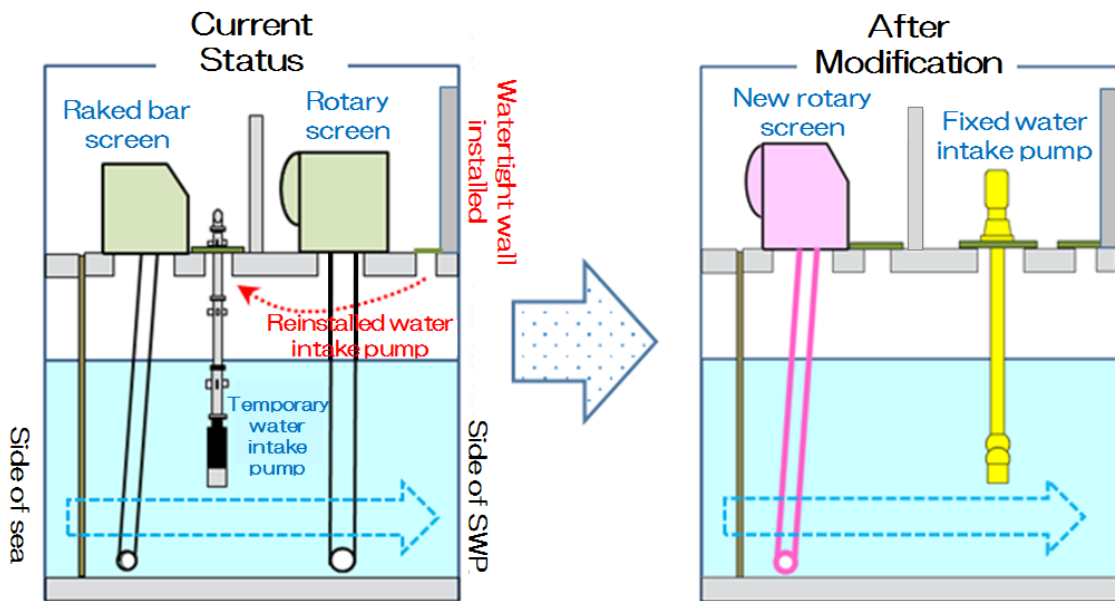 Current
Status
Raked bar
screen
Rotary
screen
Watertight wall
installed
Reinstalled water
intake pump
Temporary
water
intake
pump
Side of sea
Side of SWP
After
Modification
New rotary
screen
Fixed water
intake pump